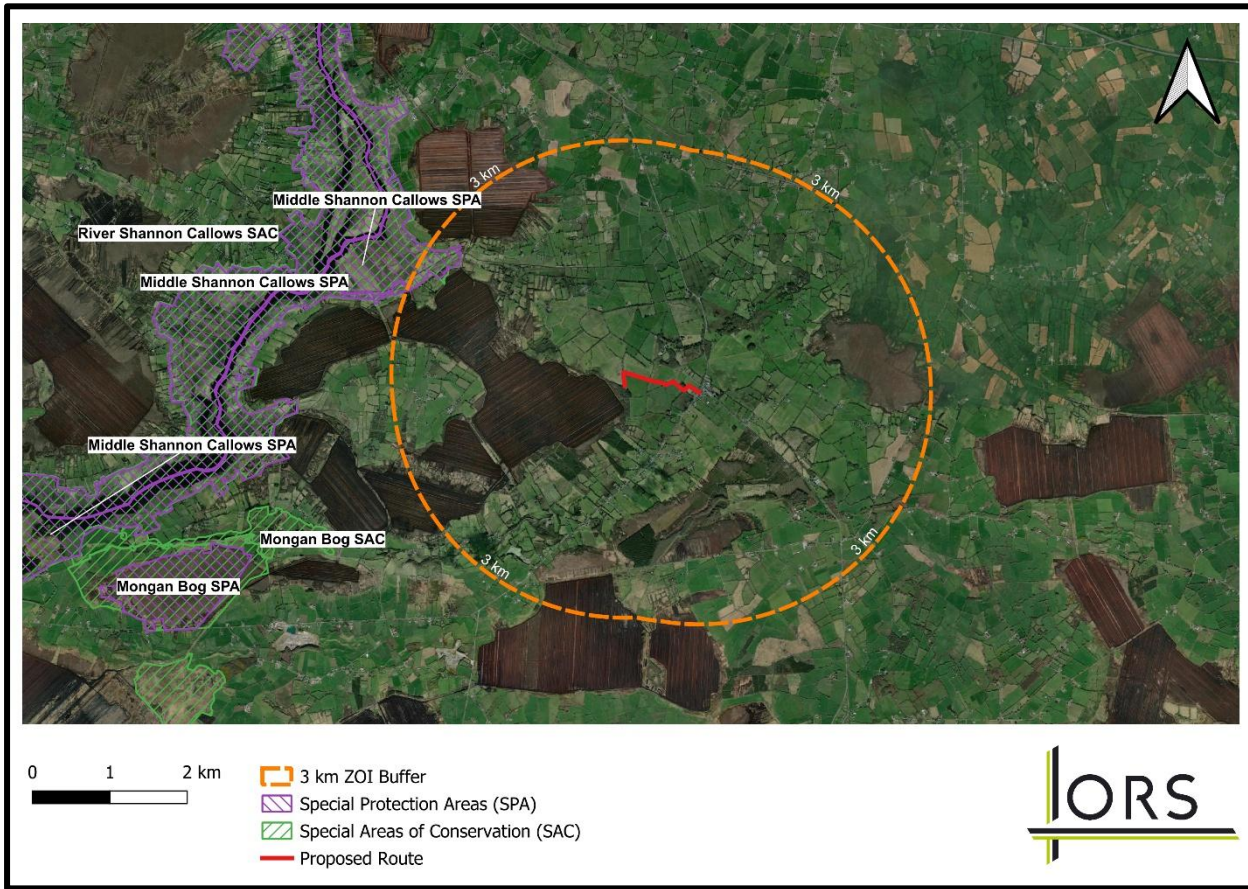 3 km
3 km
Middle Shannon Callows SPA
River Shannon Callows SAC
Middle Shannon Callows SPA
Middle Shannon Callows SPA
Mongan Bog SAC
3 km
3 km
Mongan Bog SPA
0 1 2 km
3 km ZOI Buffer
Special Protection Areas (SPA)
Special Areas of Conservation (SAC)
Proposed Route
ORS